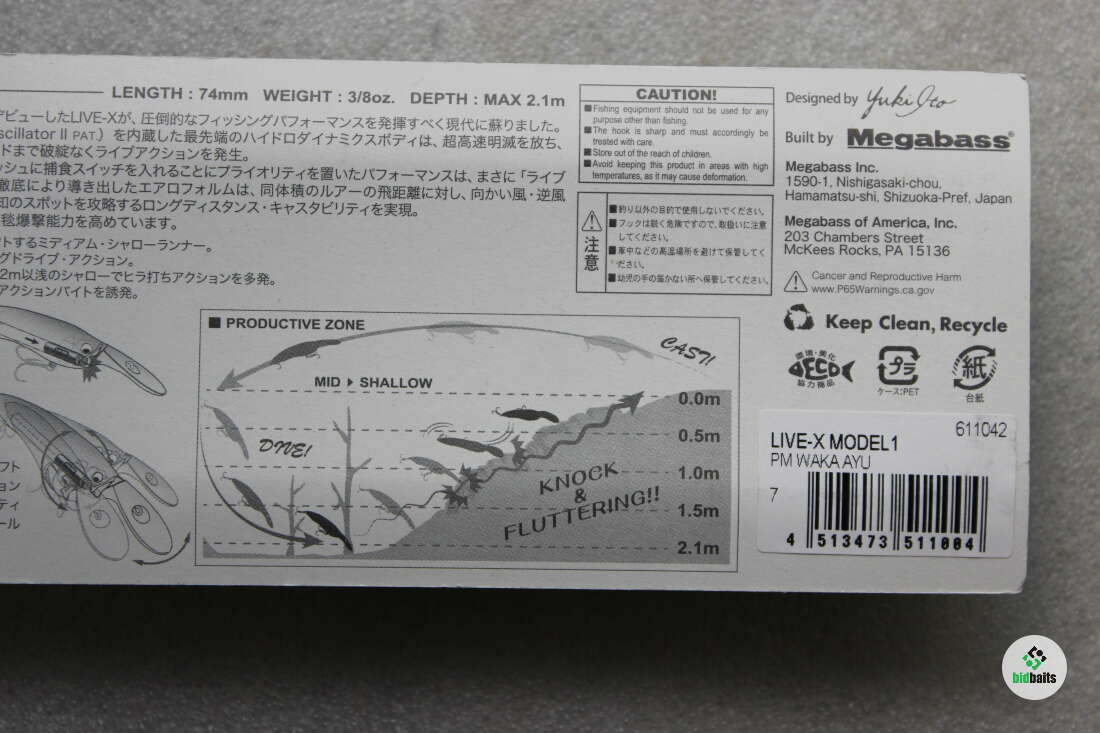 LENGTH : 74mm WEIGHT : 3/8oz. DEPTH : MAX 2.1m
デビューしたLIVE-Xが、圧倒的なフィッシングパフォーマンスを発揮すべく現代に蘇りました。
scillator II PAT.）を内蔵した最先端のハイドロダイナミクスボディは、超高速明滅を放ち、
ドまで破綻なくライブアクションを発生。
ッシュに捕食スイッチを入れることにプライオリティを置いたパフォーマンスは、まさに「ライブ
徹底により導き出したエアロフォルムは、同体積のルアーの飛距離に対し、向かい風・逆風
知のスポットを攻略するロングディスタンス・キャスタビリティを実現。
後爆撃能力を高めています。
トするミディアム・シャローランナー。
グドライブ・アクション。
2m以浅のシャローでヒラ打ちアクションを多発。
アクションバイトを誘発。
フト
ョン
ティ
ール
CAUTION!
■Fishing equipment should not be used for any
purpose other than fishing.
■The hook is sharp and must accordingly be
treated with care.
■Store out of the reach of children.
■Avoid keeping this product in areas with high
temperatures, as it may cause deformation.
注意
■釣り以外の目的で使用しないでください。
■フックは鋭く危険ですので、取扱いに注意
してください。
■車中などの高温場所を避けて保管してく
ださい。
■幼児の手の届かない所へ保管してください。
Designed by Yuki Ito
Built by Megabass®
Megabass Inc.
1590-1, Nishigasaki-chou,
Hamamatsu-shi, Shizuoka-Pref, Japan
Megabass of America, Inc.
203 Chambers Street
McKees Rocks, PA 15136
Cancer and Reproductive Harm
www.P65Warnings.ca.gov
Keep Clean, Recycle
環境・美化
ECO
協力商品
プラ
ケース:PET
紙
台紙
■ PRODUCTIVE ZONE
CAST!
MID ▶ SHALLOW
DIVE!
KNOCK
&
FLUTTERING!!
0.0m
0.5m
1.0m
1.5m
2.1m
LIVE-X MODEL1 611042
PM WAKA AYU
7
4 513473 511004
bidbaits